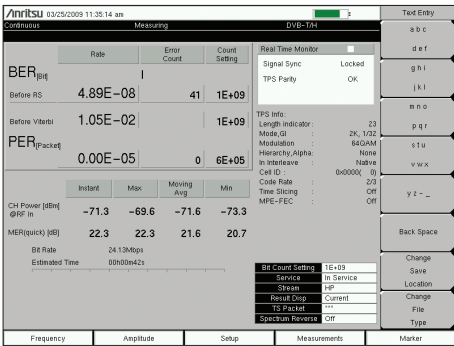 Anritsu 03/25/2009 11:35:14 am
Continuous Measuring DVB-T/H
Rate Error Count Count Setting
BER[Bit]
Before RS 4.89E-08 41 1E+09
Before Viterbi 1.05E-02 1E+09
PER[Packet]
0.00E-05 0 6E+05
Instant Max Moving Avg Min
CH Power [dBm] @RF In -71.3 -69.6 -71.6 -73.3
MER(quick) [dB] 22.3 22.3 21.6 20.7
Bit Rate 24.13Mbps
Estimated Time 00h00m42s
Real Time Monitor
Signal Sync Locked
TPS Parity OK
TPS Info:
Length indicator: 23
Mode,GI : 2K, 1/32
Modulation : 64QAM
Hierarchy,Alpha: None
In Interleave : Native
Cell ID : 0x0000( 0)
Code Rate : 2/3
Time Slicing : Off
MPE-FEC : Off
Bit Count Setting 1E+09
Service In Service
Stream HP
Result Disp Current
TS Packet ***
Spectrum Reverse Off
Text Entry
a b c
d e f
g h i
j k l
m n o
p q r
s t u
v w x
y z - _
Back Space
Change
Save
Location
Change
File
Type
Frequency Amplitude Setup Measurements Marker